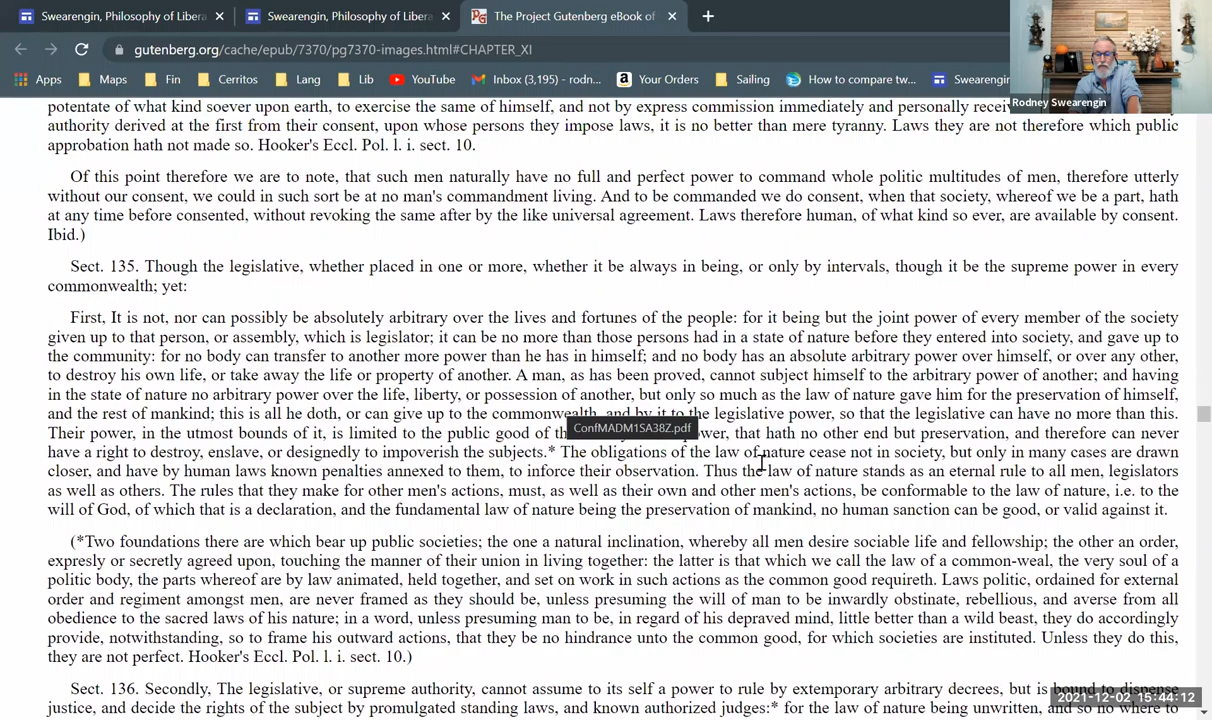 Swearengin, Philosophy of Libera
Swearengin, Philosophy of Libera
The Project Gutenberg eBook of
gutenberg.org/cache/epub/7370/pg7370-images.html#CHAPTER_XI
Apps Maps Fin Cerritos Lang Lib YouTube Inbox (3,195) - rodn... Your Orders Sailing How to compare tw... Swearengin
Rodney Swearengin
potentate of what kind soever upon earth, to exercise the same of himself, and not by express commission immediately and personally
authority derived at the first from their consent, upon whose persons they impose laws, it is no better than mere tyranny. Laws they are not therefore which public
approbation hath not made so. Hooker's Eccl. Pol. l. i. sect. 10.
Of this point therefore we are to note, that such men naturally have no full and perfect power to command whole politic multitudes of men, therefore utterly
without our consent, we could in such sort be at no man's commandment living. And to be commanded we do consent, when that society, whereof we be a part, hath
at any time before consented, without revoking the same after by the like universal agreement. Laws therefore human, of what kind so ever, are available by consent.
Ibid.)
Sect. 135. Though the legislative, whether placed in one or more, whether it be always in being, or only by intervals, though it be the supreme power in every
commonwealth; yet:
First, It is not, nor can possibly be absolutely arbitrary over the lives and fortunes of the people: for it being but the joint power of every member of the society
given up to that person, or assembly, which is legislator; it can be no more than those persons had in a state of nature before they entered into society, and gave up to
the community: for no body can transfer to another more power than he has in himself; and no body has an absolute arbitrary power over himself, or over any other,
to destroy his own life, or take away the life or property of another. A man, as has been proved, cannot subject himself to the arbitrary power of another; and having
in the state of nature no arbitrary power over the life, liberty, or possession of another, but only so much as the law of nature gave him for the preservation of himself,
and the rest of mankind; this is all he doth, or can give up to the commonwealth, and by it to the legislative power, so that the legislative can have no more than this.
Their power, in the utmost bounds of it, is limited to the public good of power, that hath no other end but preservation, and therefore can never
ConfMADM1SA38Z.pdf
have a right to destroy, enslave, or designedly to impoverish the subjects.* The obligations of the law of nature cease not in society, but only in many cases are drawn
closer, and have by human laws known penalties annexed to them, to inforce their observation. Thus the law of nature stands as an eternal rule to all men, legislators
as well as others. The rules that they make for other men's actions, must, as well as their own and other men's actions, be conformable to the law of nature, i.e. to the
will of God, of which that is a declaration, and the fundamental law of nature being the preservation of mankind, no human sanction can be good, or valid against it.
(*Two foundations there are which bear up public societies; the one a natural inclination, whereby all men desire sociable life and fellowship; the other an order,
expresly or secretly agreed upon, touching the manner of their union in living together: the latter is that which we call the law of a common-weal, the very soul of a
politic body, the parts whereof are by law animated, held together, and set on work in such actions as the common good requireth. Laws politic, ordained for external
order and regiment amongst men, are never framed as they should be, unless presuming the will of man to be inwardly obstinate, rebellious, and averse from all
obedience to the sacred laws of his nature; in a word, unless presuming man to be, in regard of his depraved mind, little better than a wild beast, they do accordingly
provide, notwithstanding, so to frame his outward actions, that they be no hindrance unto the common good, for which societies are instituted. Unless they do this,
they are not perfect. Hooker's Eccl. Pol. l. i. sect. 10.)
Sect. 136. Secondly, The legislative, or supreme authority, cannot assume to its self a power to rule by extemporary arbitrary decrees, but is bound to dispense
2021-12-02 15:44:12
justice, and decide the rights of the subject by promulgated standing laws, and known authorized judges:* for the law of nature being unwritten, and so no where to